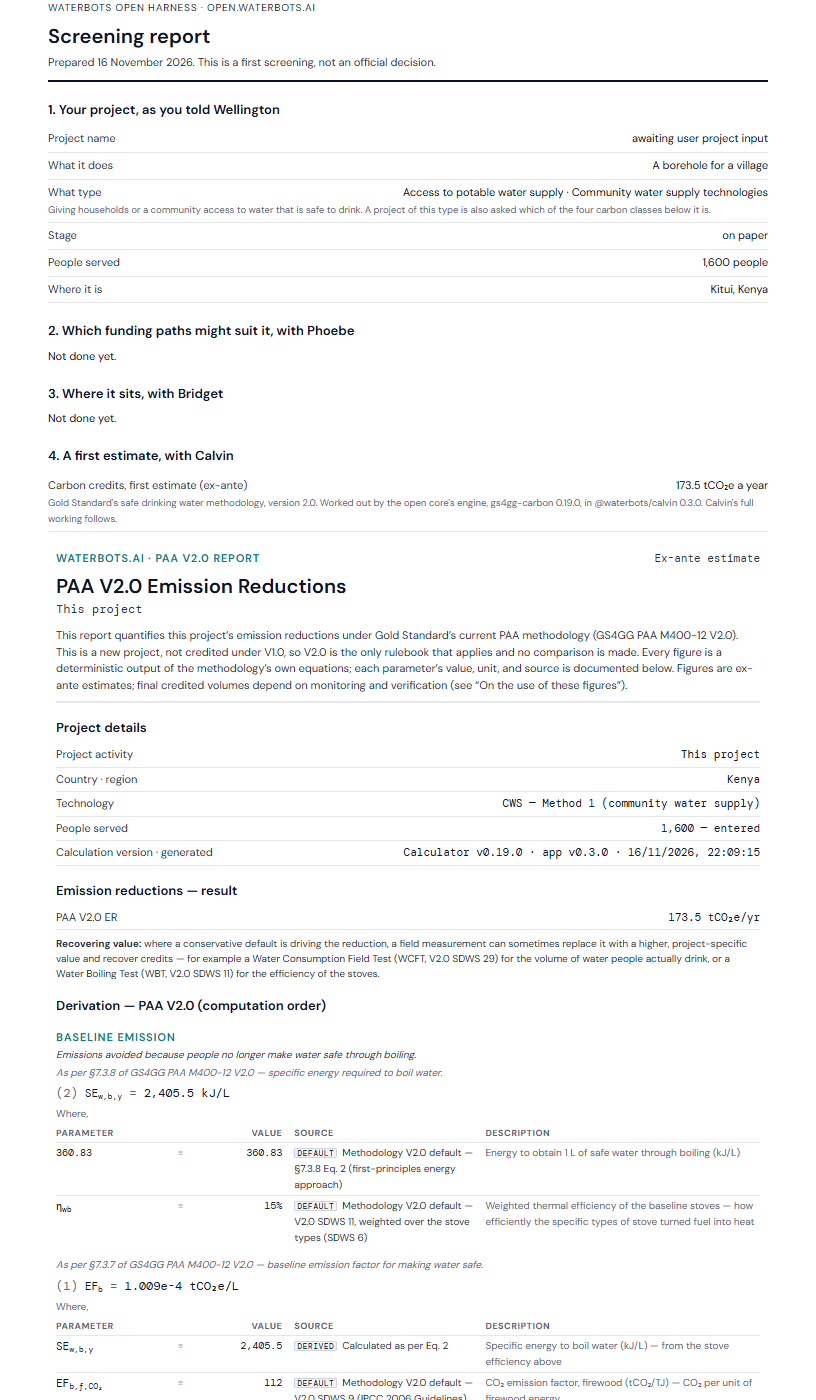 WATERBOTS OPEN HARNESS · OPEN.WATERBOTS.AI
Screening report
Prepared 16 November 2026. This is a first screening, not an official decision.
1. Your project, as you told Wellington
Project name awaiting user project input
What it does A borehole for a village
What type Access to potable water supply · Community water supply technologies
Giving households or a community access to water that is safe to drink. A project of this type is also asked which of the four carbon classes below it is.
Stage on paper
People served 1,600 people
Where it is Kitui, Kenya
2. Which funding paths might suit it, with Phoebe
Not done yet.
3. Where it sits, with Bridget
Not done yet.
4. A first estimate, with Calvin
Carbon credits, first estimate (ex-ante) 173.5 tCO₂e a year
Gold Standard's safe drinking water methodology, version 2.0. Worked out by the open core's engine, gs4gg-carbon 0.19.0, in @waterbots/calvin 0.3.0. Calvin's full
working follows.
WATERBOTS.AI · PAA V2.0 REPORT Ex-ante estimate
PAA V2.0 Emission Reductions
This project
This report quantifies this project's emission reductions under Gold Standard's current PAA methodology (GS4GG PAA M400-12 V2.0).
This is a new project, not credited under V1.0, so V2.0 is the only rulebook that applies and no comparison is made. Every figure is a
deterministic output of the methodology's own equations; each parameter's value, unit, and source is documented below. Figures are ex-
ante estimates; final credited volumes depend on monitoring and verification (see "On the use of these figures").
Project details
Project activity This project
Country · region Kenya
Technology CWS — Method 1 (community water supply)
People served 1,600 — entered
Calculation version · generated Calculator v0.19.0 · app v0.3.0 · 16/11/2026, 22:09:15
Emission reductions — result
PAA V2.0 ER 173.5 tCO₂e/yr
Recovering value: where a conservative default is driving the reduction, a field measurement can sometimes replace it with a higher, project-specific
value and recover credits — for example a Water Consumption Field Test (WCFT, V2.0 SDWS 29) for the volume of water people actually drink, or a
Water Boiling Test (WBT, V2.0 SDWS 11) for the efficiency of the stoves.
Derivation — PAA V2.0 (computation order)
BASELINE EMISSION
Emissions avoided because people no longer make water safe through boiling.
As per §7.3.8 of GS4GG PAA M400-12 V2.0 — specific energy required to boil water.
(2) SEw,b,y = 2,405.5 kJ/L
Where,
PARAMETER VALUE SOURCE DESCRIPTION
360.83 = 360.83 DEFAULT Methodology V2.0 default — Energy to obtain 1 L of safe water through boiling (kJ/L)
§7.3.8 Eq. 2 (first-principles energy
approach)
ηwb = 15% DEFAULT Methodology V2.0 default — Weighted thermal efficiency of the baseline stoves — how
V2.0 SDWS 11, weighted over the stove efficiently the specific types of stove turned fuel into heat
types (SDWS 6)
As per §7.3.7 of GS4GG PAA M400-12 V2.0 — baseline emission factor for making water safe.
(1) EFb = 1.009e-4 tCO₂e/L
Where,
PARAMETER VALUE SOURCE DESCRIPTION
SEw,b,y = 2,405.5 DERIVED Calculated as per Eq. 2 Specific energy to boil water (kJ/L) — from the stove
efficiency above
EFb,f,CO₂ = 112 DEFAULT Methodology V2.0 default — CO₂ emission factor, firewood (tCO₂/TJ) — CO₂ per unit of
V2.0 SDWS 9 (IPCC 2006 Guidelines) firewood energy